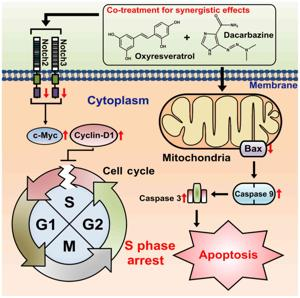 Co-treatment for synergistic effects
Oxyresveratrol
+
Dacarbazine
Notch2
Notch3
Membrane
Cytoplasm
Mitochondria
Bax
c-Myc
Cyclin-D1
Cell cycle
S
G1
G2
M
S phase
arrest
Caspase 3
Caspase 9
Apoptosis